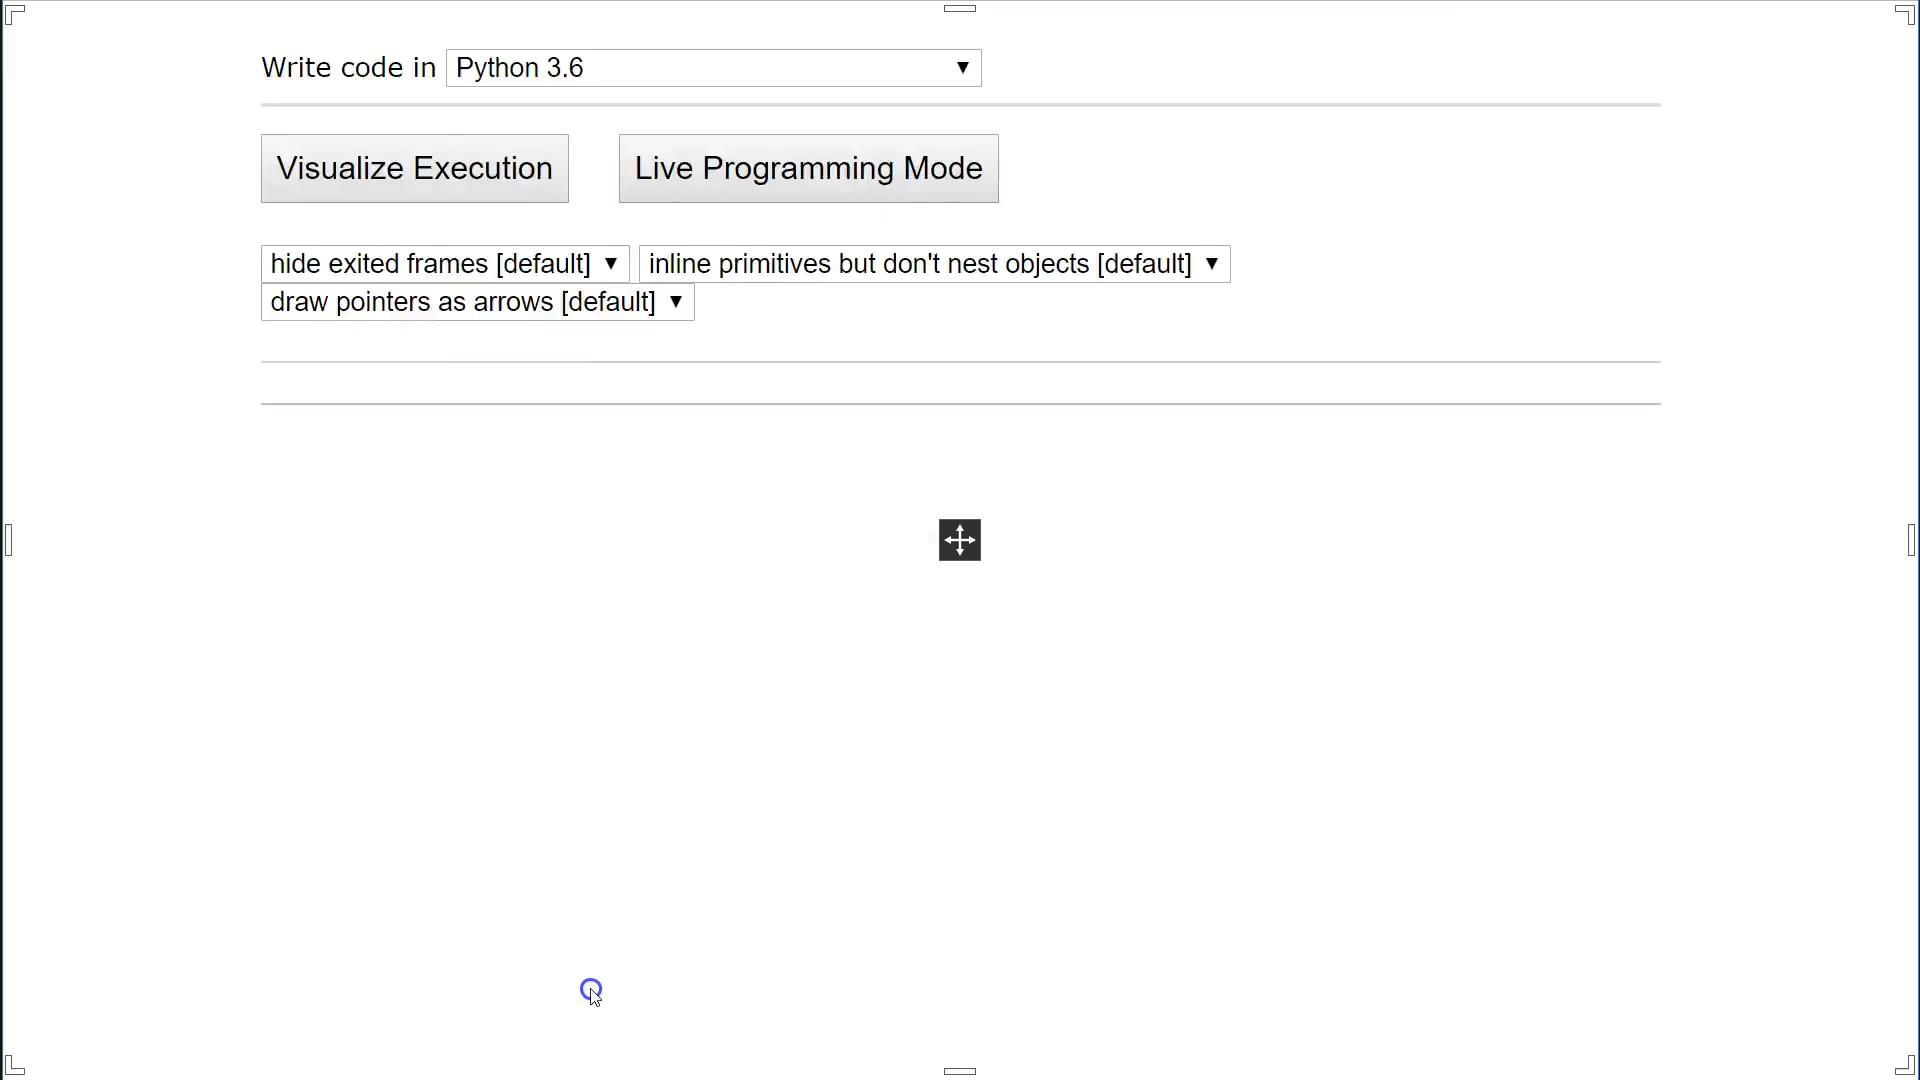 Write code in Python 3.6
Visualize Execution Live Programming Mode
hide exited frames [default] inline primitives but don't nest objects [default]
draw pointers as arrows [default]